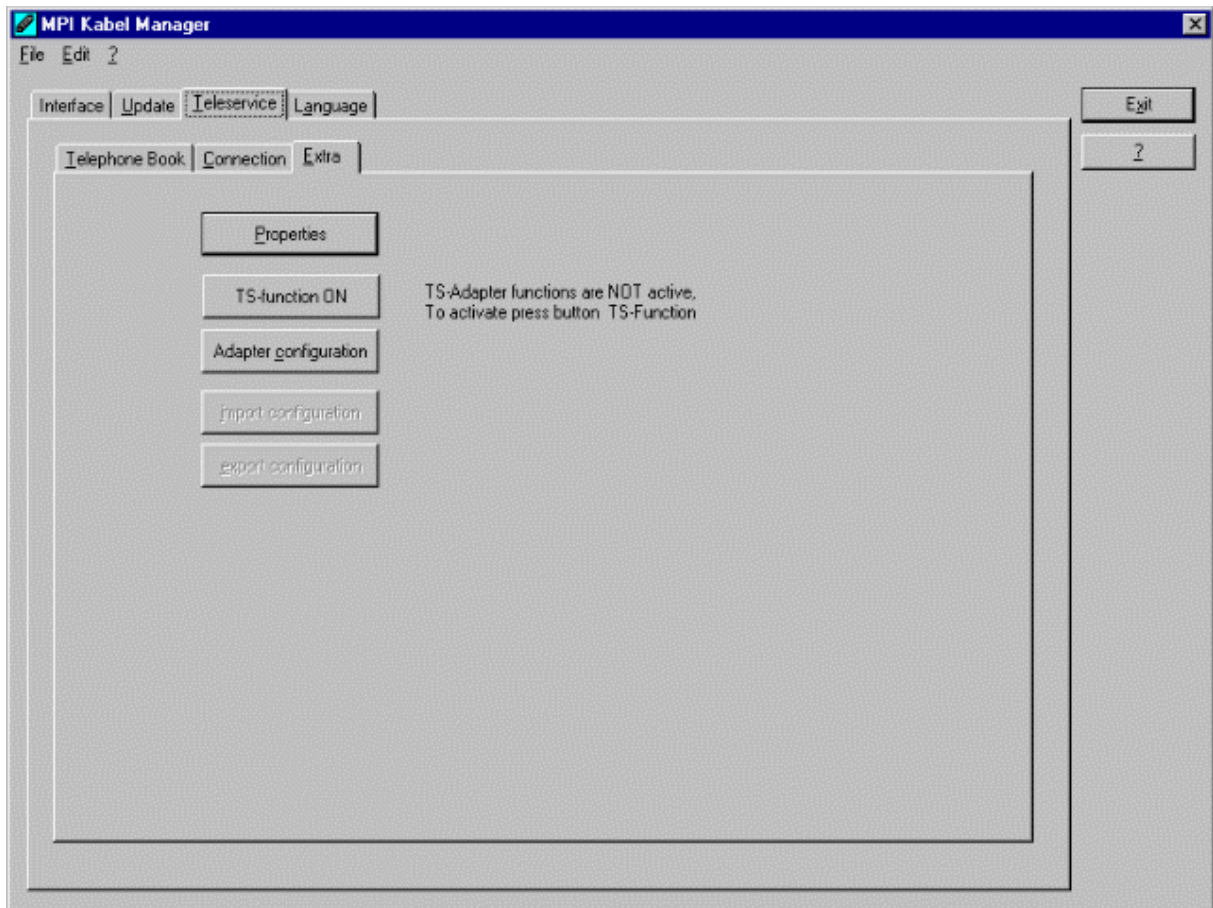 MPI Kabel Manager
File Edit ?
Interface Update Teleservice Language
Exit
?
Telephone Book Connection Extra
Properties
TS-function ON
TS-Adapter functions are NOT active,
To activate press button TS-Function
Adapter configuration
import configuration
export configuration